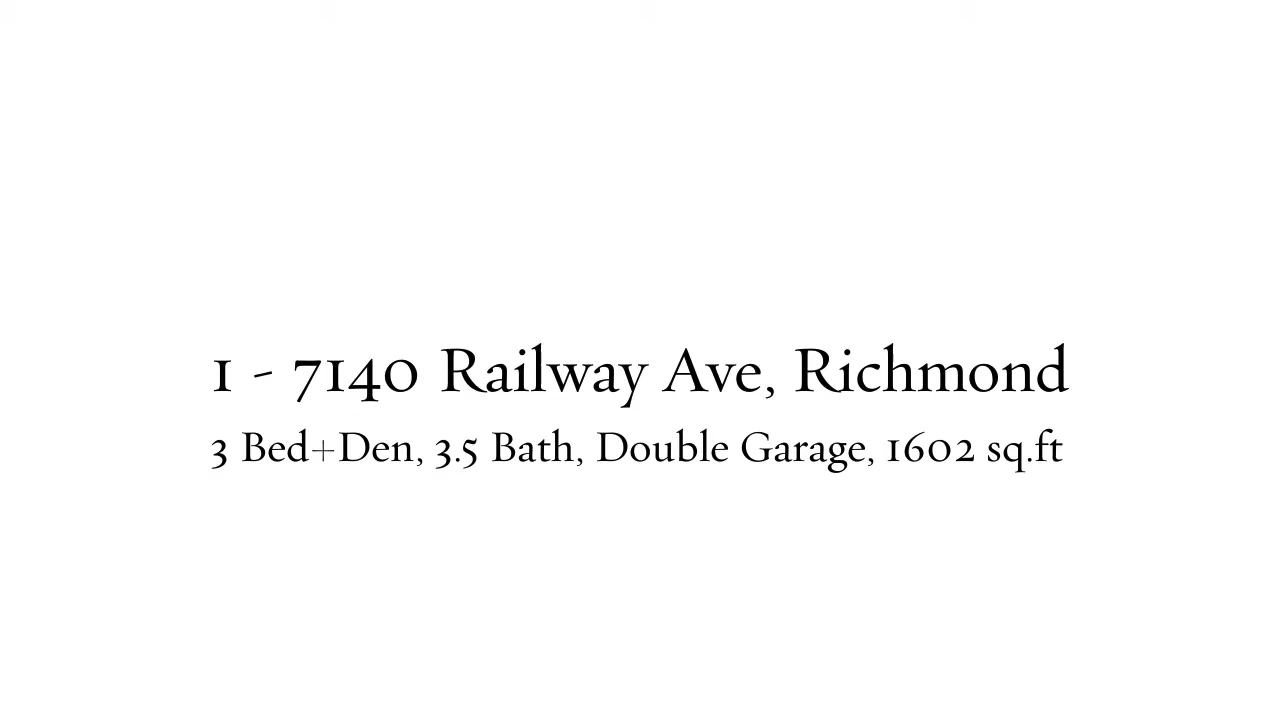 1 - 7140 Railway Ave, Richmond
3 Bed+Den, 3.5 Bath, Double Garage, 1602 sq.ft